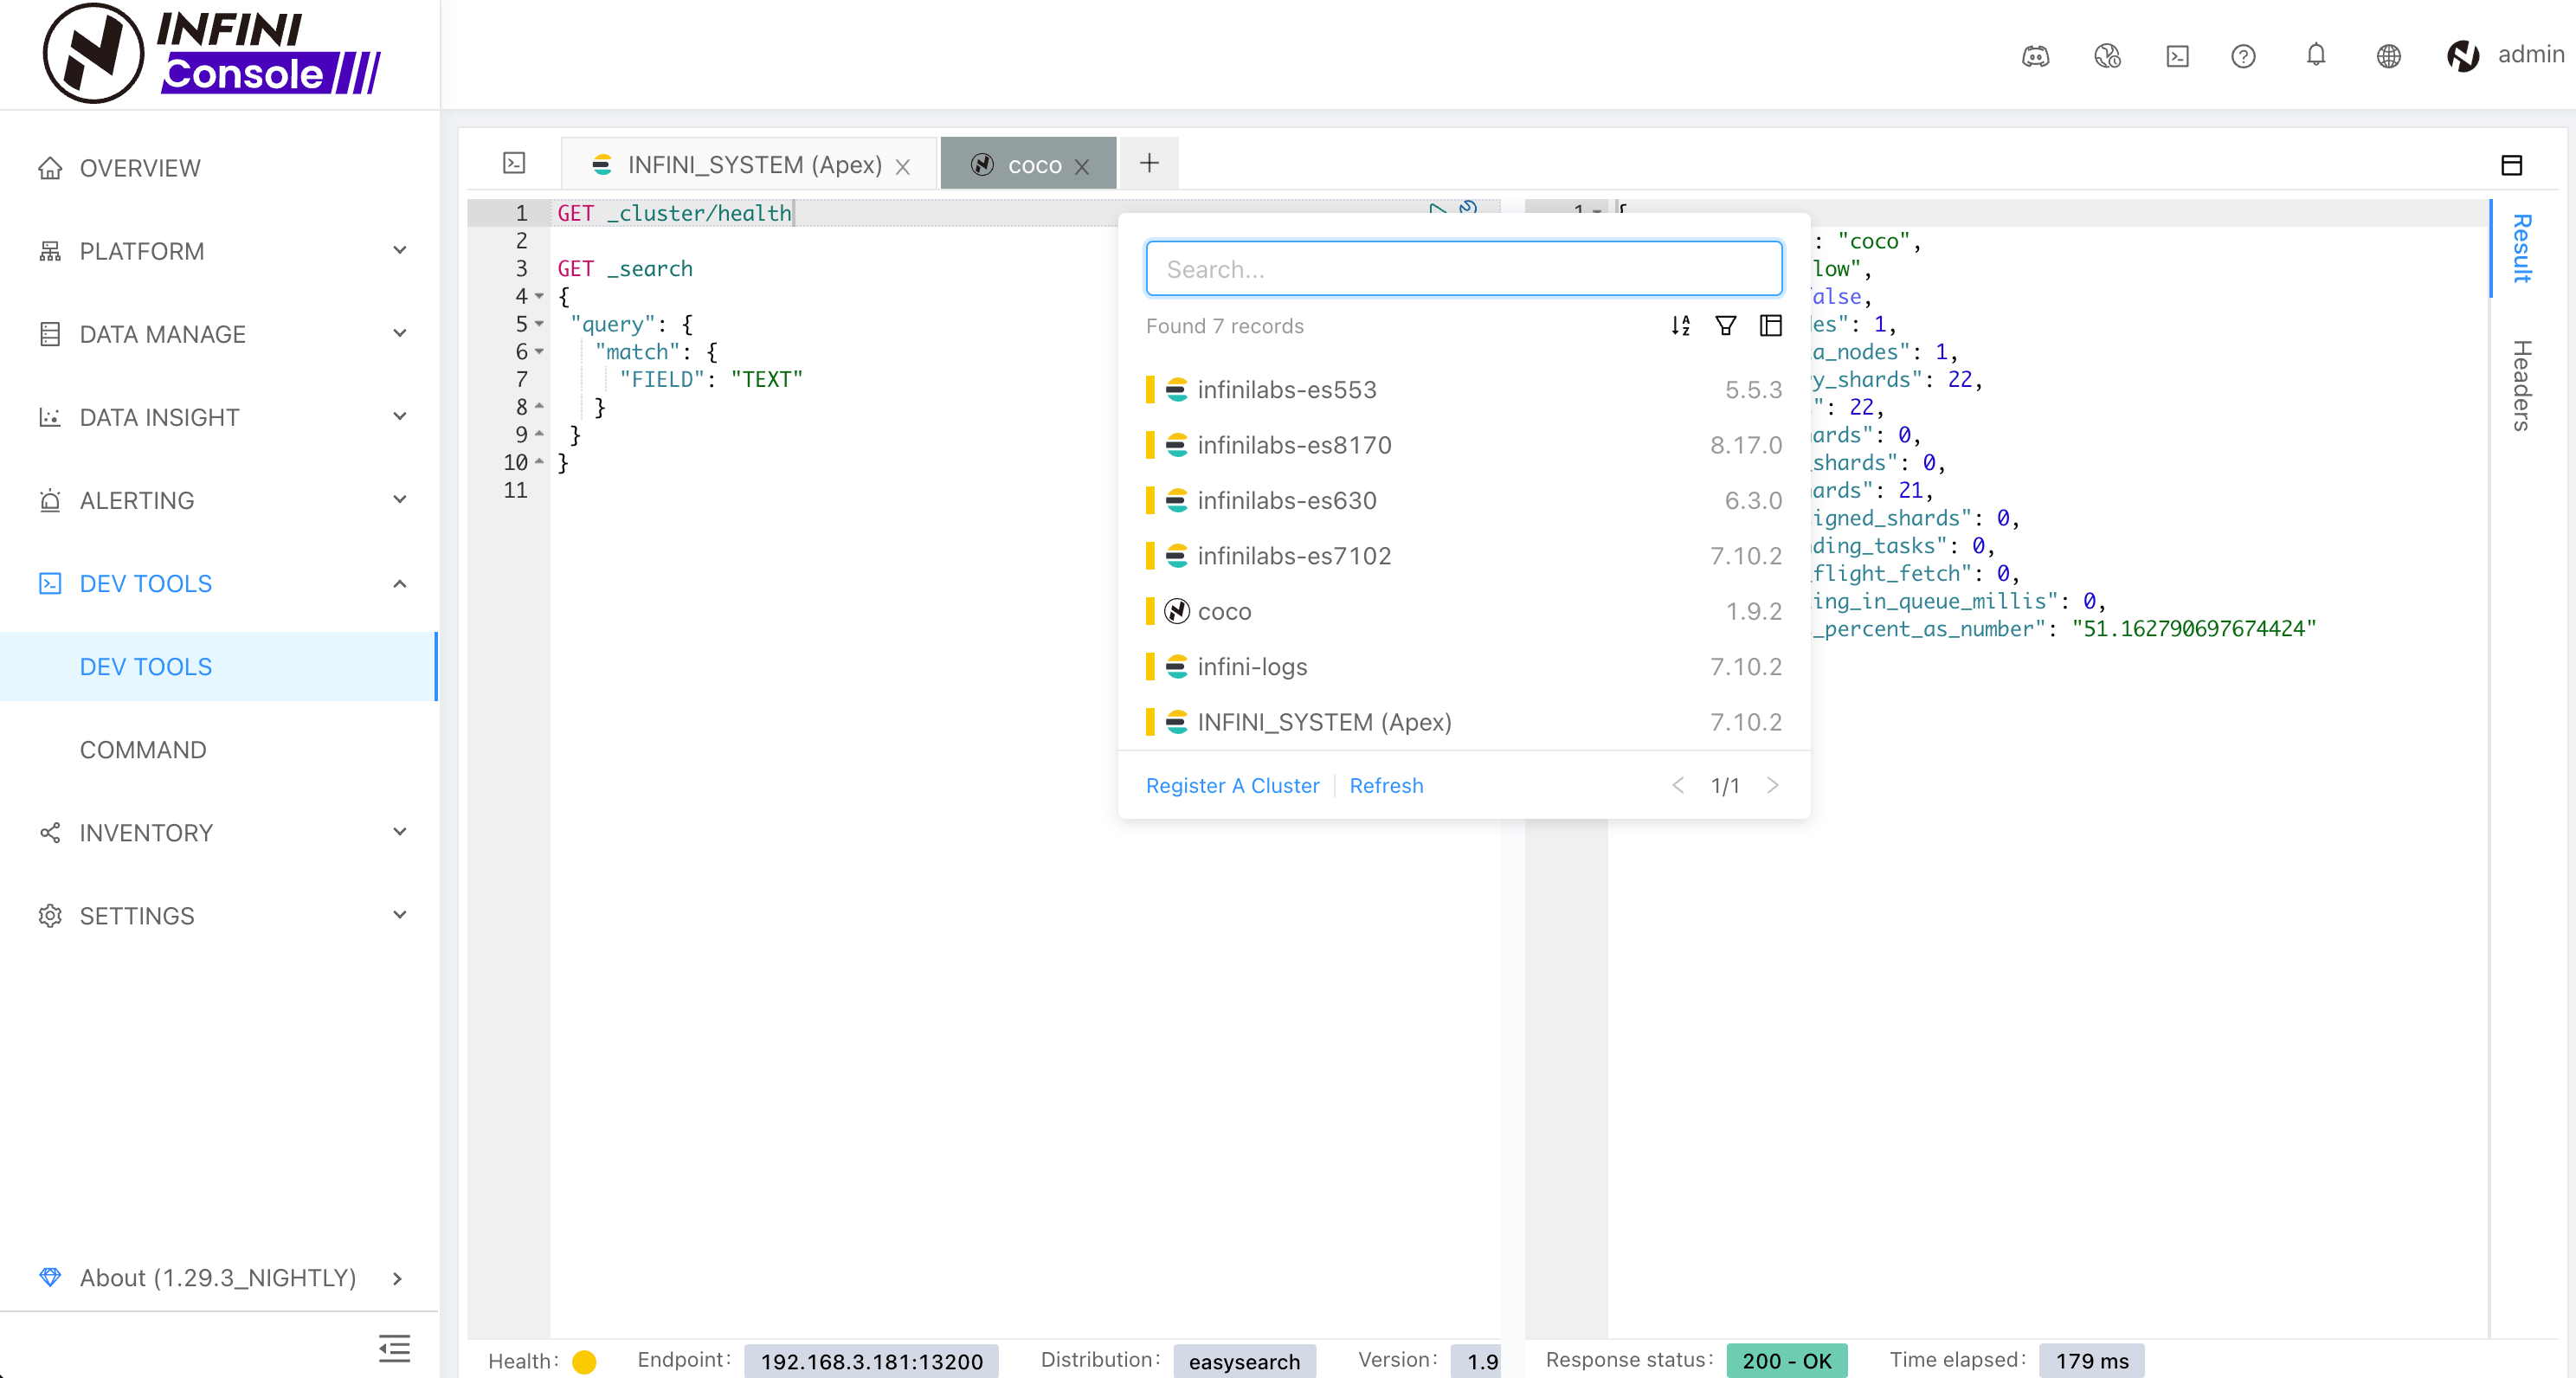 INFINI
Console
admin
OVERVIEW
PLATFORM
DATA MANAGE
DATA INSIGHT
ALERTING
DEV TOOLS
DEV TOOLS
COMMAND
INVENTORY
SETTINGS
About (1.29.3_NIGHTLY)
INFINI_SYSTEM (Apex)
coco
1 GET _cluster/health
2
3 GET _search
4 {
5 "query": {
6 "match": {
7 "FIELD": "TEXT"
8 }
9 }
10 }
11
Search...
Found 7 records
infinilabs-es553 5.5.3
infinilabs-es8170 8.17.0
infinilabs-es630 6.3.0
infinilabs-es7102 7.10.2
coco 1.9.2
infini-logs 7.10.2
INFINI_SYSTEM (Apex) 7.10.2
Register A Cluster
Refresh
1/1
: "coco",
low",
alse,
es": 1,
a_nodes": 1,
y_shards": 22,
": 22,
ards": 0,
shards": 0,
ards": 21,
igned_shards": 0,
ding_tasks": 0,
flight_fetch": 0,
ing_in_queue_millis": 0,
_percent_as_number": "51.162790697674424"
Result
Headers
Health:
Endpoint: 192.168.3.181:13200
Distribution: easysearch
Version: 1.9
Response status: 200 - OK
Time elapsed: 179 ms